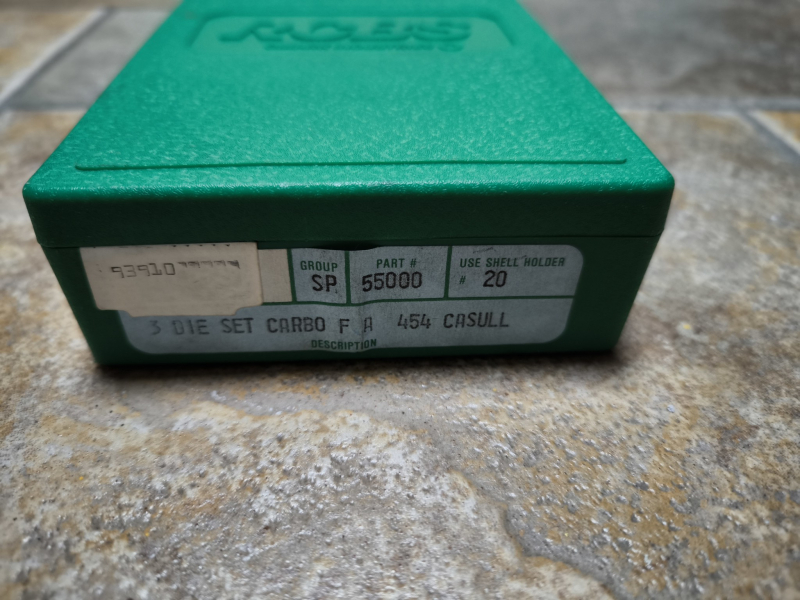 RCBS
93910
GROUP PART # USE SHELL HOLDER
SP 55000 # 20
3 DIE SET CARBO F A 454 CASULL
DESCRIPTION